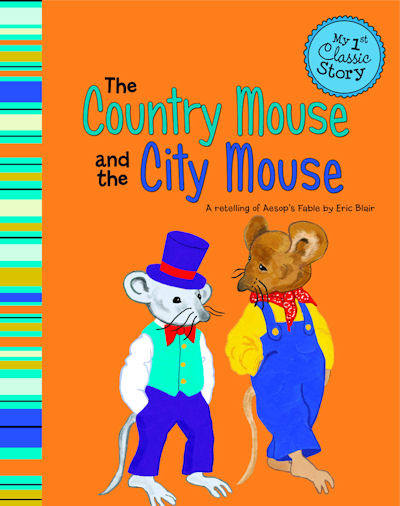 My 1st
Classic
Story
The
Country Mouse
and the
City Mouse
A retelling of Aesop's Fable by Eric Blair